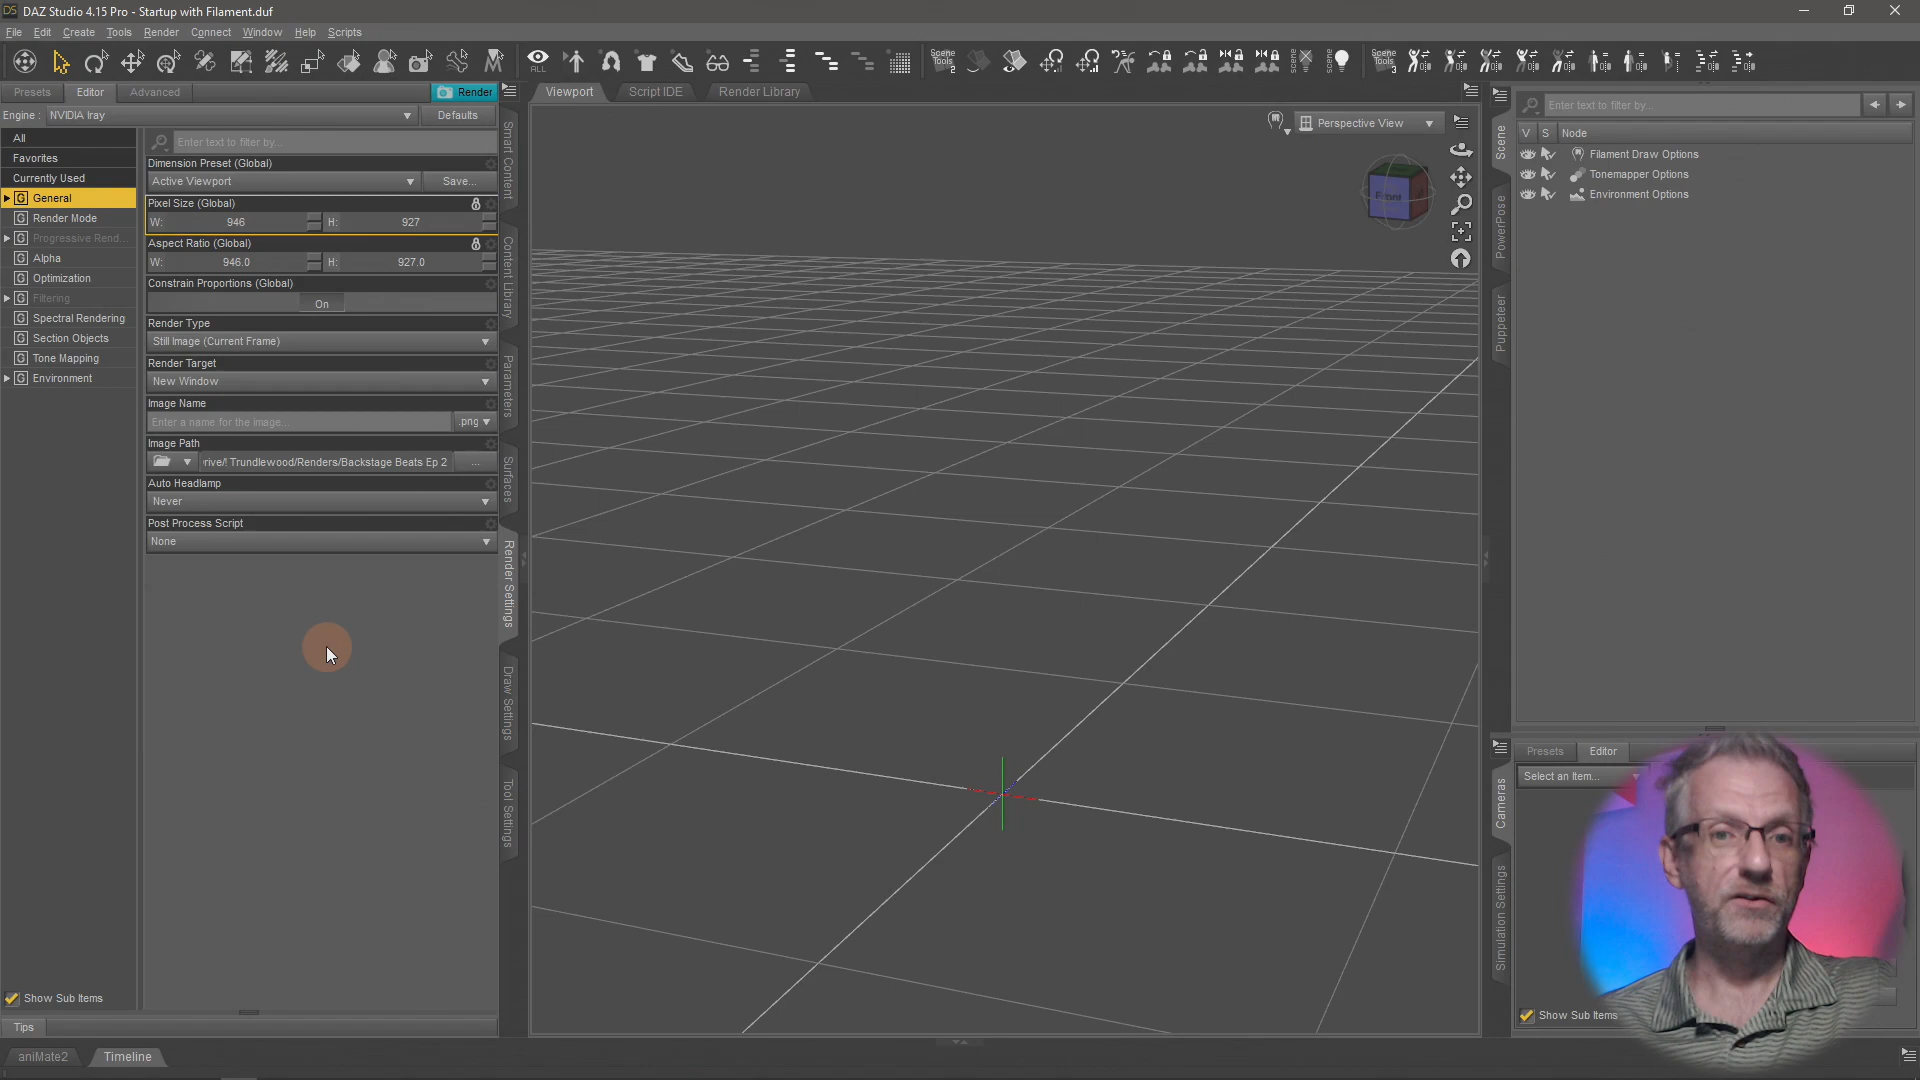 DS DAZ Studio 4.15 Pro - Startup with Filament.duf
File Edit Create Tools Render Connect Window Help Scripts
ALL
Scene Tools 2
scene
Scene Tools 3
Presets Editor Advanced Render
Engine : NVIDIA Iray Defaults
All
Favorites
Currently Used
G General
G Render Mode
G Progressive Rend...
G Alpha
G Optimization
G Filtering
G Spectral Rendering
G Section Objects
G Tone Mapping
G Environment
Show Sub Items
Tips
aniMate2 Timeline
Enter text to filter by...
Dimension Preset (Global)
Active Viewport Save...
Pixel Size (Global)
W: 946 H: 927
Aspect Ratio (Global)
W: 946.0 H: 927.0
Constrain Proportions (Global)
On
Render Type
Still Image (Current Frame)
Render Target
New Window
Image Name
Enter a name for the image... .png
Image Path
rive/! Trundlewood/Renders/Backstage Beats Ep 2 ...
Auto Headlamp
Never
Post Process Script
None
Smart Content
Content Library
Parameters
Surfaces
Render Settings
Draw Settings
Tool Settings
Viewport Script IDE Render Library
Perspective View
Front
Scene
PowerPose
Puppeteer
Enter text to filter by...
V S Node
Filament Draw Options
Tonemapper Options
Environment Options
Cameras
Simulation Settings
Presets Editor
Select an Item...
Show Sub Items